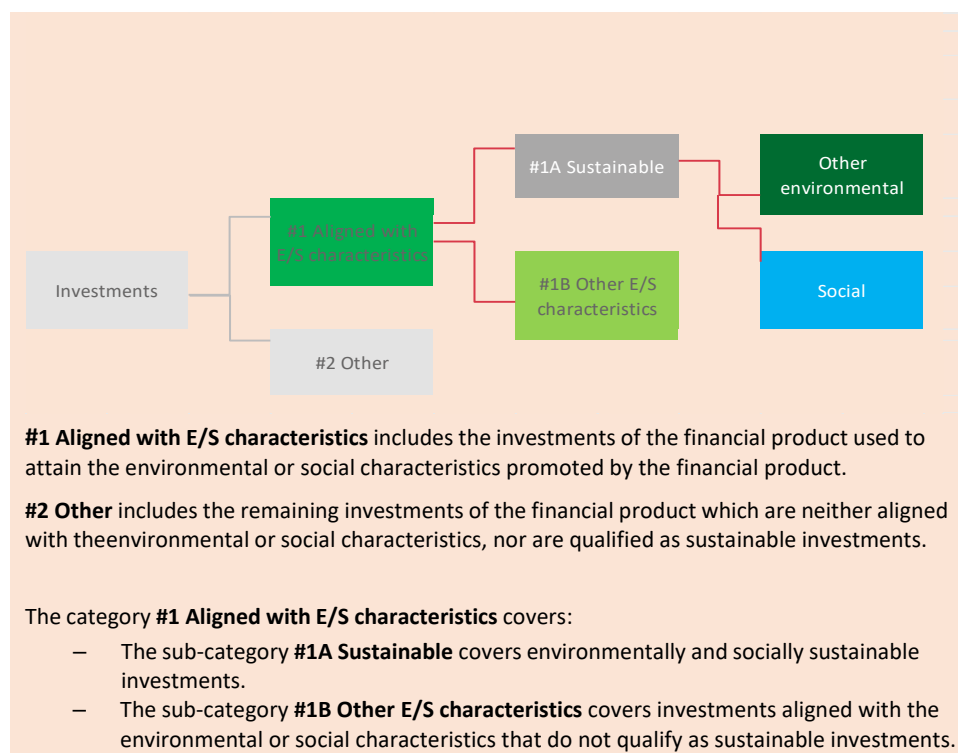 #1A Sustainable
Other
environmental
#1 Aligned with
E/S characteristics
Investments
#1B Other E/S
characteristics
Social
#2 Other
#1 Aligned with E/S characteristics includes the investments of the financial product used to
attain the environmental or social characteristics promoted by the financial product.
#2 Other includes the remaining investments of the financial product which are neither aligned
with theenvironmental or social characteristics, nor are qualified as sustainable investments.
The category #1 Aligned with E/S characteristics covers:
– The sub-category #1A Sustainable covers environmentally and socially sustainable
investments.
– The sub-category #1B Other E/S characteristics covers investments aligned with the
environmental or social characteristics that do not qualify as sustainable investments.